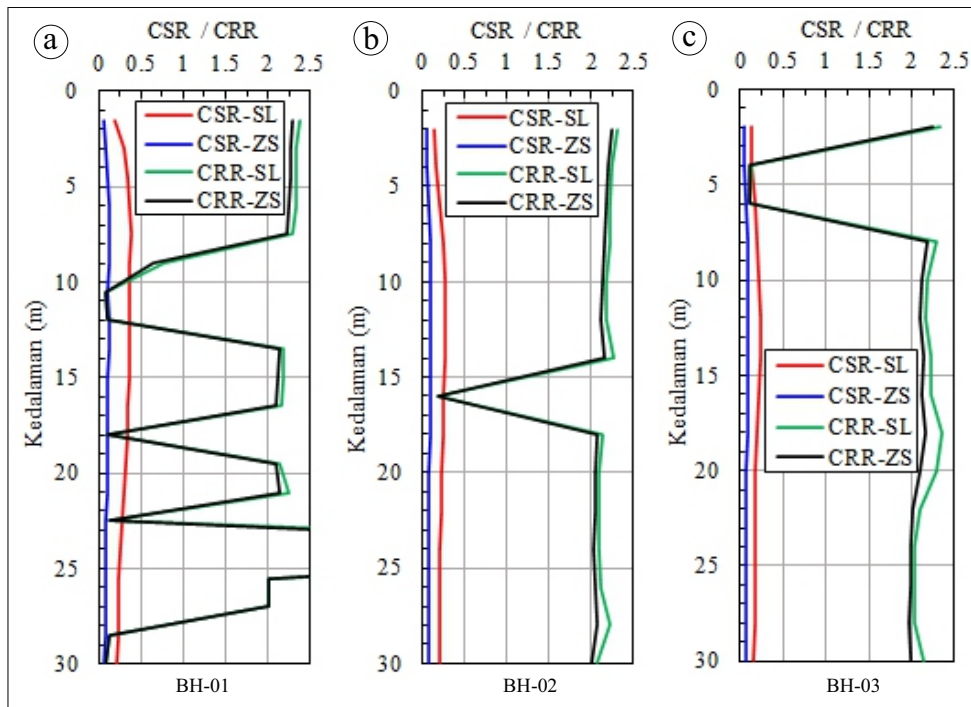 a
CSR / CRR
0 0.5 1 1.5 2 2.5
0
5
10
15
20
25
30
Kedalaman (m)
CSR-SL
CSR-ZS
CRR-SL
CRR-ZS
BH-01
b
CSR / CRR
0 0.5 1 1.5 2 2.5
0
5
10
15
20
25
30
Kedalaman (m)
CSR-SL
CSR-ZS
CRR-SL
CRR-ZS
BH-02
c
CSR / CRR
0 0.5 1 1.5 2 2.5
0
5
10
15
20
25
30
Kedalaman (m)
CSR-SL
CSR-ZS
CRR-SL
CRR-ZS
BH-03